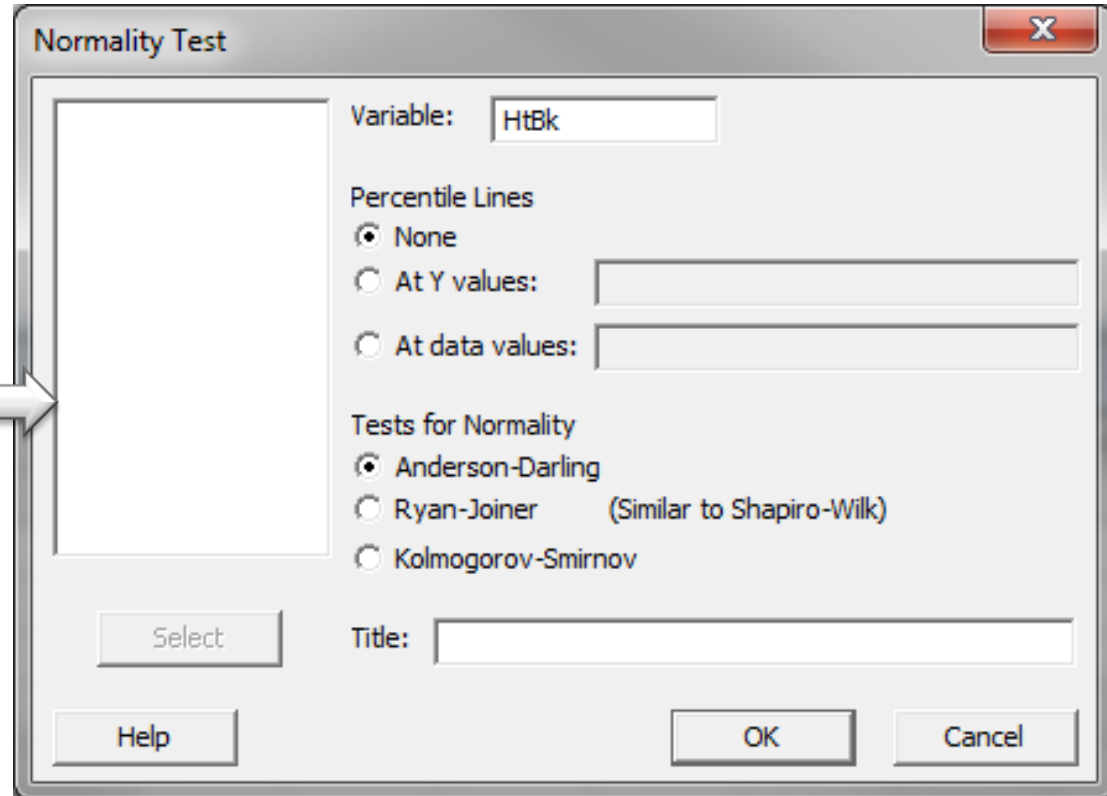 Normality Test
Variable: HtBk
Percentile Lines
None
At Y values:
At data values:
Tests for Normality
Anderson-Darling
Ryan-Joiner (Similar to Shapiro-Wilk)
Kolmogorov-Smirnov
Select
Title:
Help
OK
Cancel